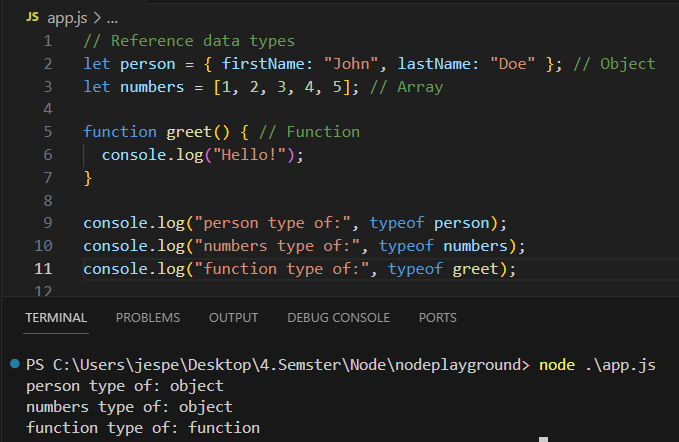 JS app.js > ...
1 // Reference data types
2 let person = { firstName: "John", lastName: "Doe" }; // Object
3 let numbers = [1, 2, 3, 4, 5]; // Array
4
5 function greet() { // Function
6   console.log("Hello!");
7 }
8
9 console.log("person type of:", typeof person);
10 console.log("numbers type of:", typeof numbers);
11 console.log("function type of:", typeof greet);
12
TERMINAL PROBLEMS OUTPUT DEBUG CONSOLE PORTS
PS C:\Users\jespe\Desktop\4.Semster\Node\nodeplayground> node .\app.js
person type of: object
numbers type of: object
function type of: function